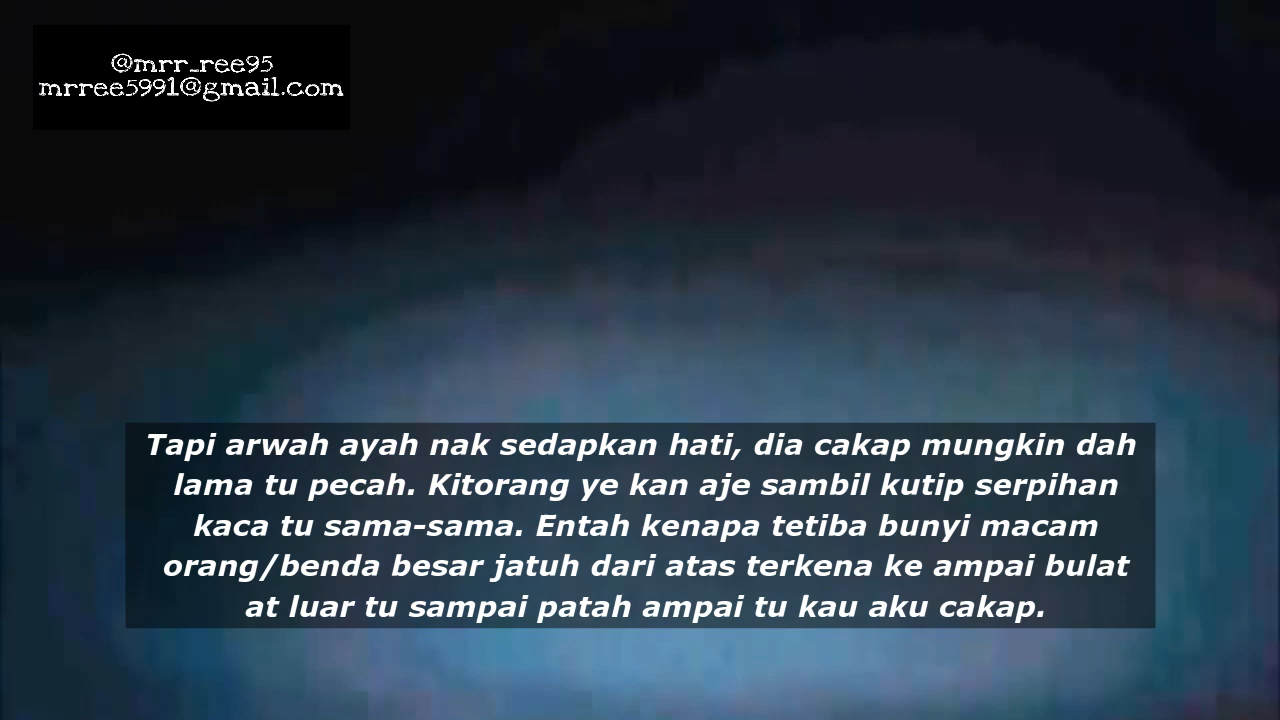 @mrr_ree95
mrree5991@gmail.com
Tapi arwah ayah nak sedapkan hati, dia cakap mungkin dah
lama tu pecah. Kitorang ye kan aje sambil kutip serpihan
kaca tu sama-sama. Entah kenapa tetiba bunyi macam
orang/benda besar jatuh dari atas terkena ke ampai bulat
at luar tu sampai patah ampai tu kau aku cakap.